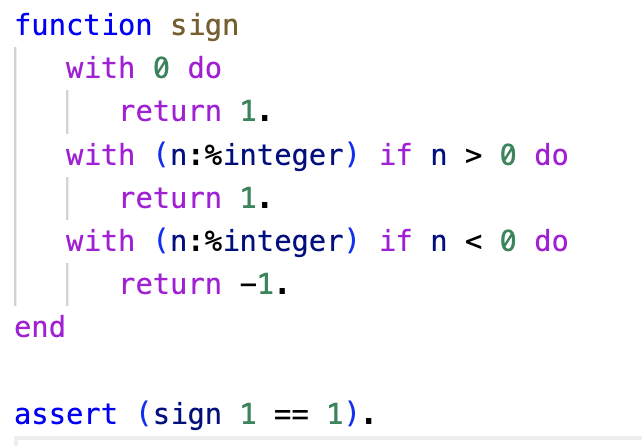 function sign
with 0 do
return 1.
with (n:%integer) if n > 0 do
return 1.
with (n:%integer) if n < 0 do
return -1.
end
assert (sign 1 == 1).